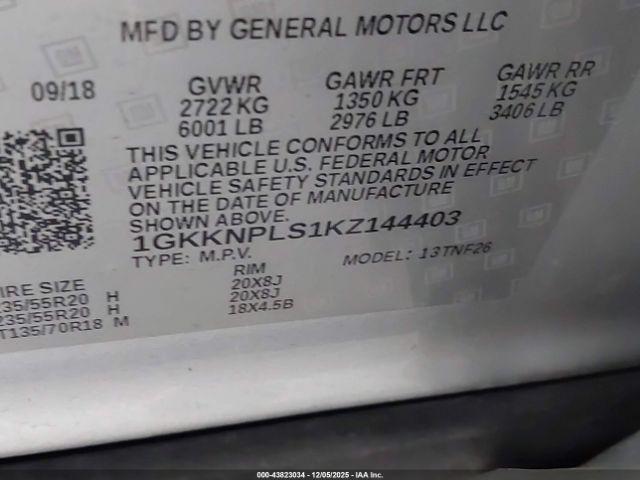 MFD BY GENERAL MOTORS LLC
09/18 GVWR GAWR FRT GAWR RR
2722 KG 1350 KG 1545 KG
6001 LB 2976 LB 3406 LB
THIS VEHICLE CONFORMS TO ALL
APPLICABLE U.S. FEDERAL MOTOR
VEHICLE SAFETY STANDARDS IN EFFECT
ON THE DATE OF MANUFACTURE
SHOWN ABOVE.
1GKKNPLS1KZ144403
TYPE: M.P.V. MODEL: 13TNF26
IRE SIZE RIM
235/55R20 H 20X8J
235/55R20 H 20X8J
T135/70R18 M 18X4.5B
000-43823034 - 12/05/2025 - IAA Inc.